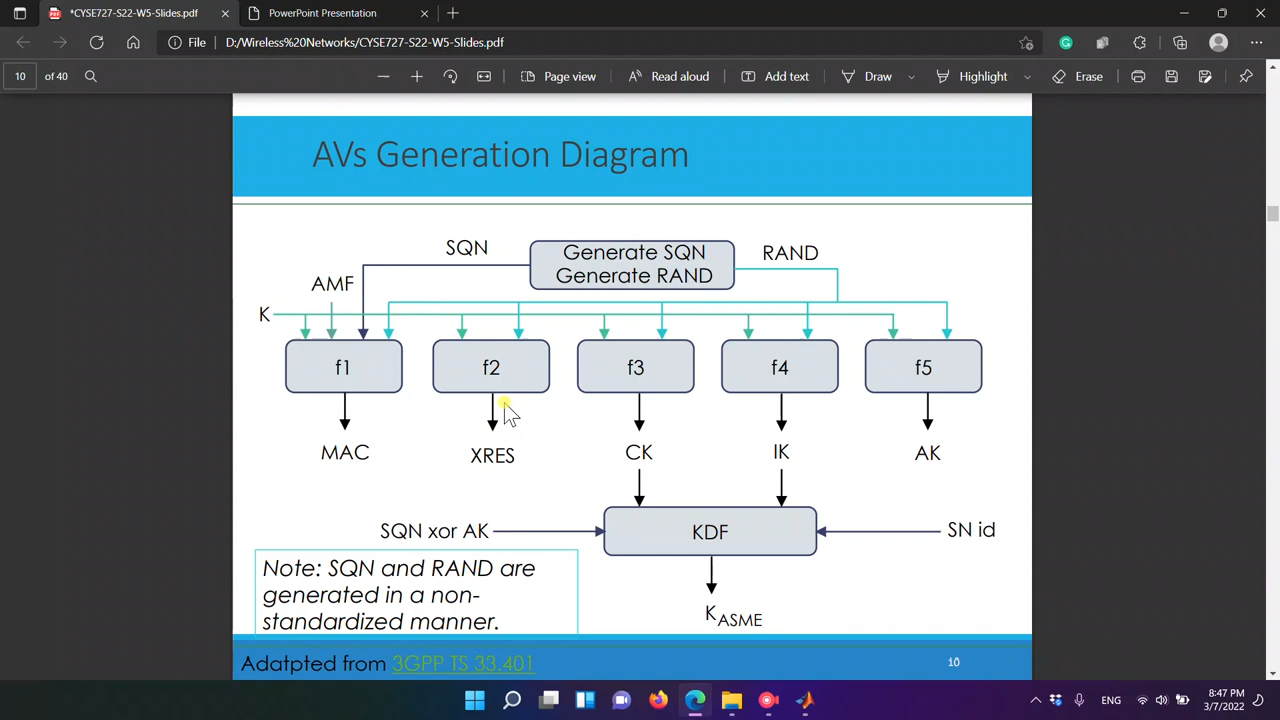 *CYSE727-S22-W5-Slides.pdf
PowerPoint Presentation
File
D:/Wireless%20Networks/CYSE727-S22-W5-Slides.pdf
10
of 40
Page view
Read aloud
Add text
Draw
Highlight
Erase
AVs Generation Diagram
SQN
Generate SQN
Generate RAND
RAND
AMF
K
f1
f2
f3
f4
f5
MAC
XRES
CK
IK
AK
SQN xor AK
KDF
SN id
Note: SQN and RAND are
generated in a non-
standardized manner.
KASME
Adatpted from 3GPP TS 33.401
10
ENG
8:47 PM
3/7/2022